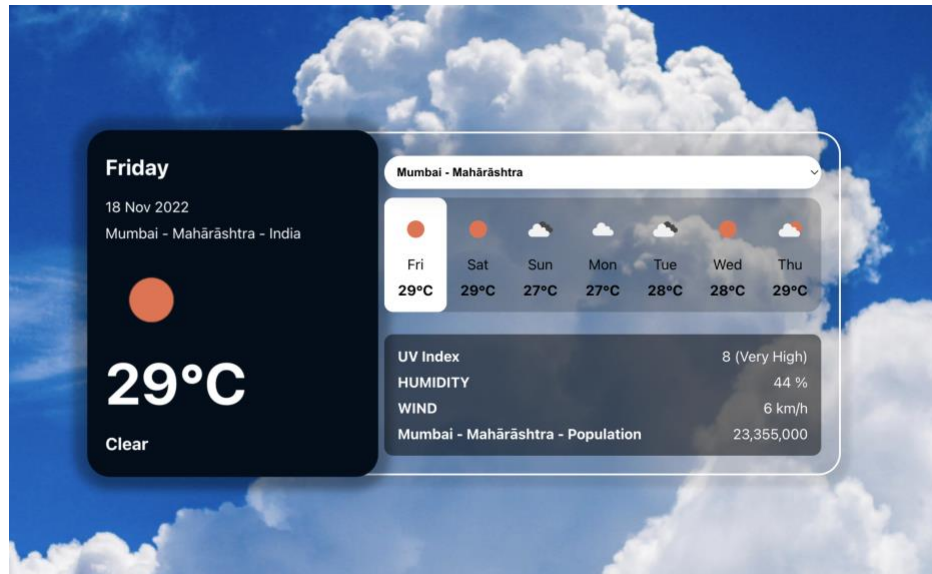 Friday
18 Nov 2022
Mumbai - Mahārāshtra - India
29°C
Clear
Mumbai - Mahārāshtra
Fri Sat Sun Mon Tue Wed Thu
29°C 29°C 27°C 27°C 28°C 28°C 29°C
UV Index 8 (Very High)
HUMIDITY 44 %
WIND 6 km/h
Mumbai - Mahārāshtra - Population 23,355,000